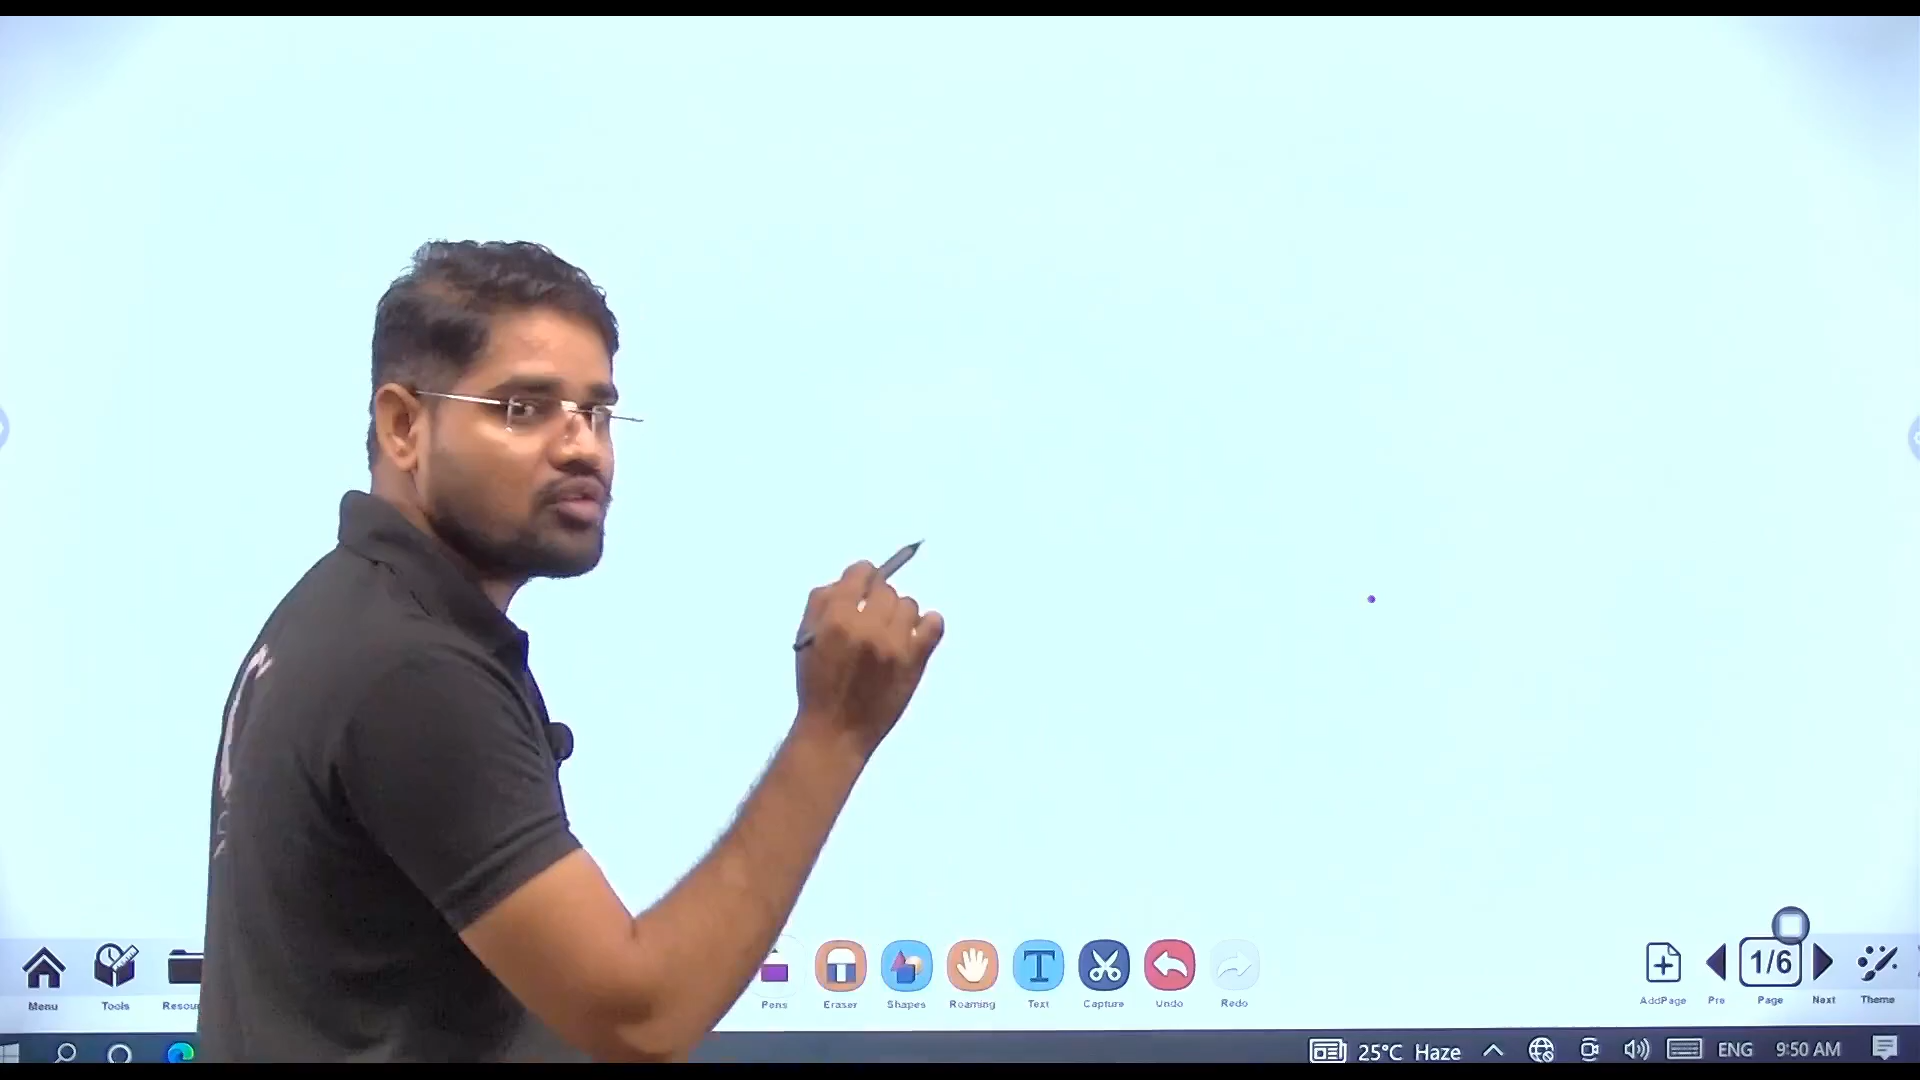 Menu Tools Resou Pens Eraser Shapes Roaming Text Capture Undo Redo AddPage Pre 1/6 Page Next Theme
25°C Haze ENG 9:50 AM